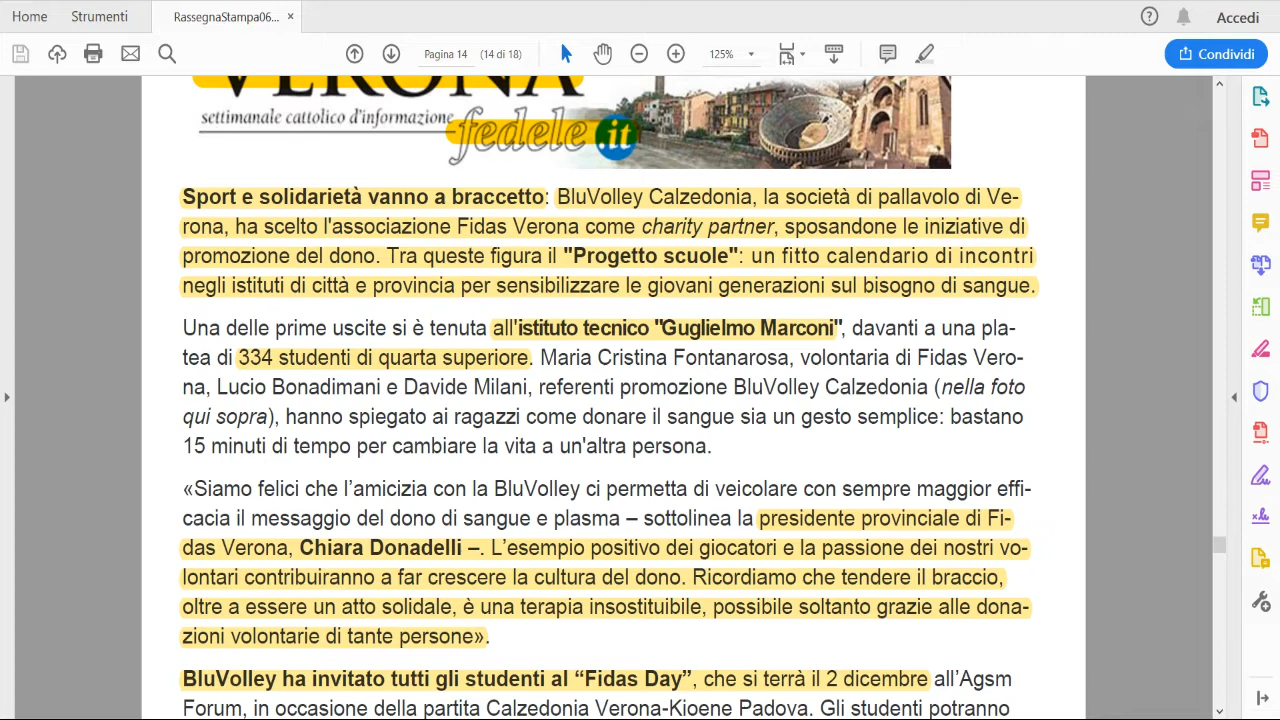 Home Strumenti RassegnaStampa06... × ? Accedi
Pagina 14 (14 di 18) 125% Condividi
VERONA
settimanale cattolico d'informazione
fedele.it
Sport e solidarietà vanno a braccetto: BluVolley Calzedonia, la società di pallavolo di Ve-
rona, ha scelto l'associazione Fidas Verona come charity partner, sposandone le iniziative di
promozione del dono. Tra queste figura il "Progetto scuole": un fitto calendario di incontri
negli istituti di città e provincia per sensibilizzare le giovani generazioni sul bisogno di sangue.
Una delle prime uscite si è tenuta all'istituto tecnico "Guglielmo Marconi", davanti a una pla-
tea di 334 studenti di quarta superiore. Maria Cristina Fontanarosa, volontaria di Fidas Vero-
na, Lucio Bonadimani e Davide Milani, referenti promozione BluVolley Calzedonia (nella foto
qui sopra), hanno spiegato ai ragazzi come donare il sangue sia un gesto semplice: bastano
15 minuti di tempo per cambiare la vita a un'altra persona.
«Siamo felici che l’amicizia con la BluVolley ci permetta di veicolare con sempre maggior effi-
cacia il messaggio del dono di sangue e plasma – sottolinea la presidente provinciale di Fi-
das Verona, Chiara Donadelli –. L’esempio positivo dei giocatori e la passione dei nostri vo-
lontari contribuiranno a far crescere la cultura del dono. Ricordiamo che tendere il braccio,
oltre a essere un atto solidale, è una terapia insostituibile, possibile soltanto grazie alle dona-
zioni volontarie di tante persone».
BluVolley ha invitato tutti gli studenti al “Fidas Day”, che si terrà il 2 dicembre all’Agsm
Forum, in occasione della partita Calzedonia Verona-Kioene Padova. Gli studenti potranno